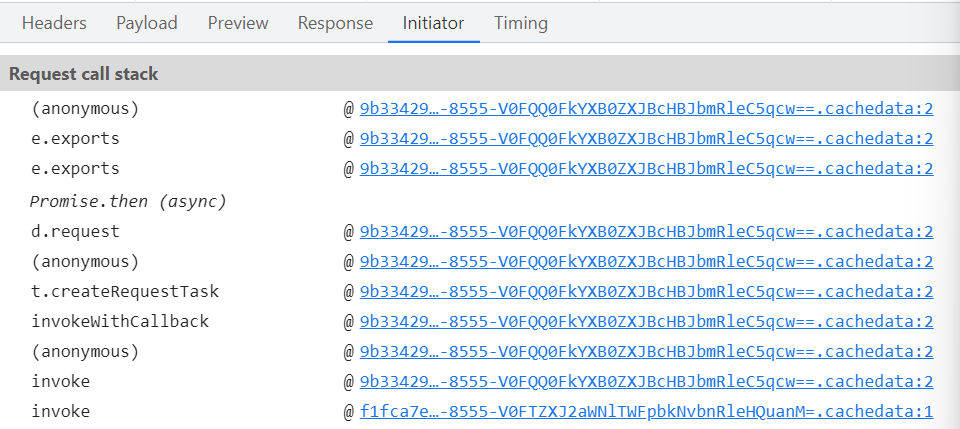 Headers Payload Preview Response Initiator Timing
Request call stack
(anonymous) @ 9b33429…-8555-V0FQQ0FkYXB0ZXJBcHBJbmRleC5qcw==.cachedata:2
e.exports @ 9b33429…-8555-V0FQQ0FkYXB0ZXJBcHBJbmRleC5qcw==.cachedata:2
e.exports @ 9b33429…-8555-V0FQQ0FkYXB0ZXJBcHBJbmRleC5qcw==.cachedata:2
Promise.then (async)
d.request @ 9b33429…-8555-V0FQQ0FkYXB0ZXJBcHBJbmRleC5qcw==.cachedata:2
(anonymous) @ 9b33429…-8555-V0FQQ0FkYXB0ZXJBcHBJbmRleC5qcw==.cachedata:2
t.createRequestTask @ 9b33429…-8555-V0FQQ0FkYXB0ZXJBcHBJbmRleC5qcw==.cachedata:2
invokeWithCallback @ 9b33429…-8555-V0FQQ0FkYXB0ZXJBcHBJbmRleC5qcw==.cachedata:2
(anonymous) @ 9b33429…-8555-V0FQQ0FkYXB0ZXJBcHBJbmRleC5qcw==.cachedata:2
invoke @ 9b33429…-8555-V0FQQ0FkYXB0ZXJBcHBJbmRleC5qcw==.cachedata:2
invoke @ f1fca7e…-8555-V0FTZXJ2aWNlTWFpbkNvbnRleHQuanM=.cachedata:1